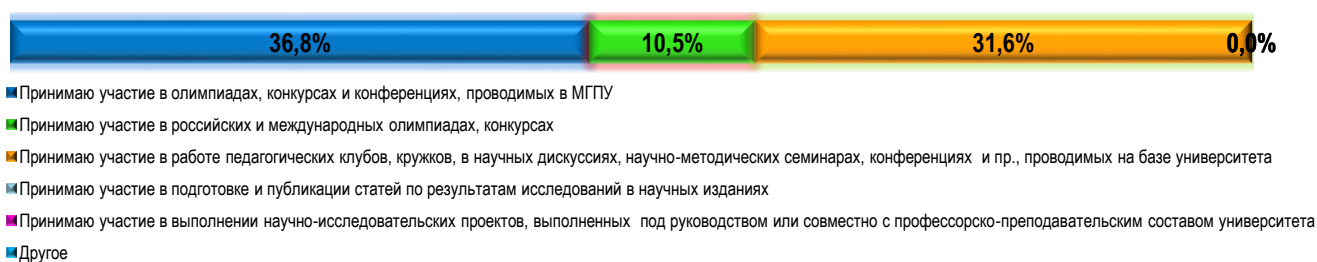 36,8% 10,5% 31,6% 0,0%
Принимаю участие в олимпиадах, конкурсах и конференциях, проводимых в МГПУ
Принимаю участие в российских и международных олимпиадах, конкурсах
Принимаю участие в работе педагогических клубов, кружков, в научных дискуссиях, научно-методических семинарах, конференциях и пр., проводимых на базе университета
Принимаю участие в подготовке и публикации статей по результатам исследований в научных изданиях
Принимаю участие в выполнении научно-исследовательских проектов, выполненных под руководством или совместно с профессорско-преподавательским составом университета
Другое